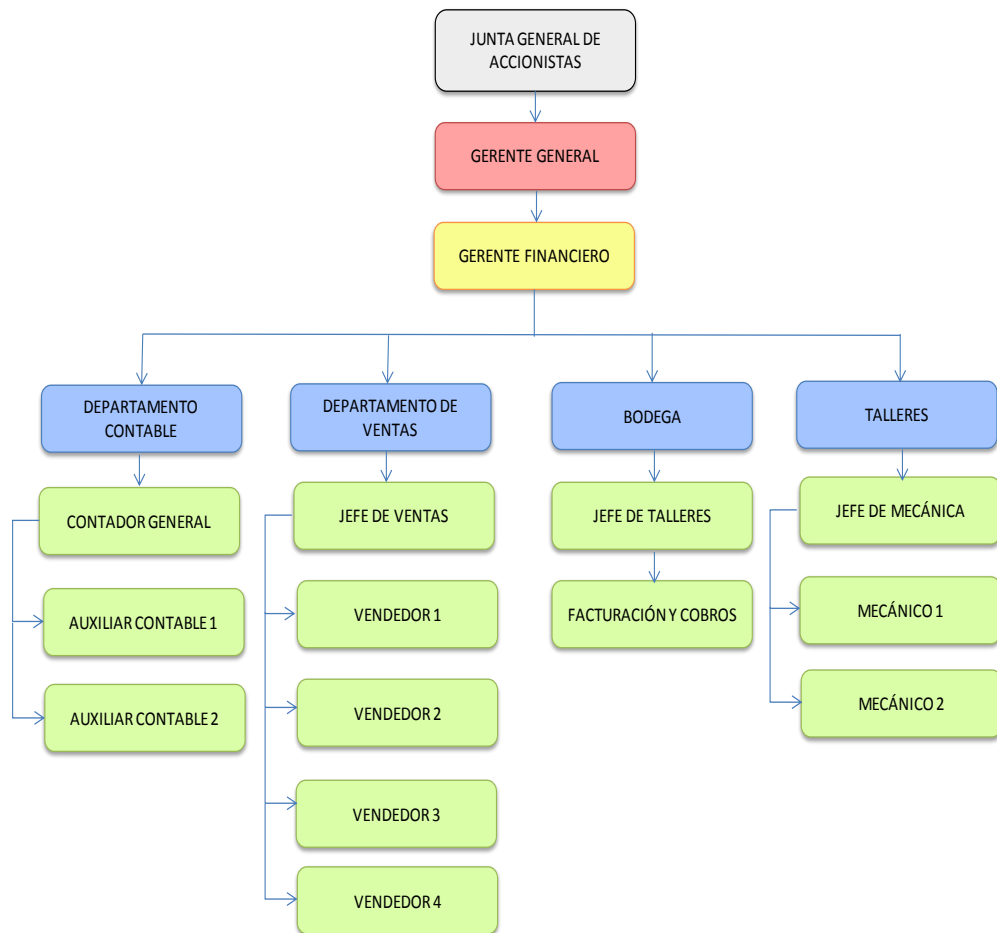 JUNTA GENERAL DE
ACCIONISTAS
GERENTE GENERAL
GERENTE FINANCIERO
DEPARTAMENTO
CONTABLE
DEPARTAMENTO DE
VENTAS
BODEGA
TALLERES
CONTADOR GENERAL
JEFE DE VENTAS
JEFE DE TALLERES
JEFE DE MECÁNICA
AUXILIAR CONTABLE 1
VENDEDOR 1
FACTURACIÓN Y COBROS
MECÁNICO 1
AUXILIAR CONTABLE 2
VENDEDOR 2
MECÁNICO 2
VENDEDOR 3
VENDEDOR 4